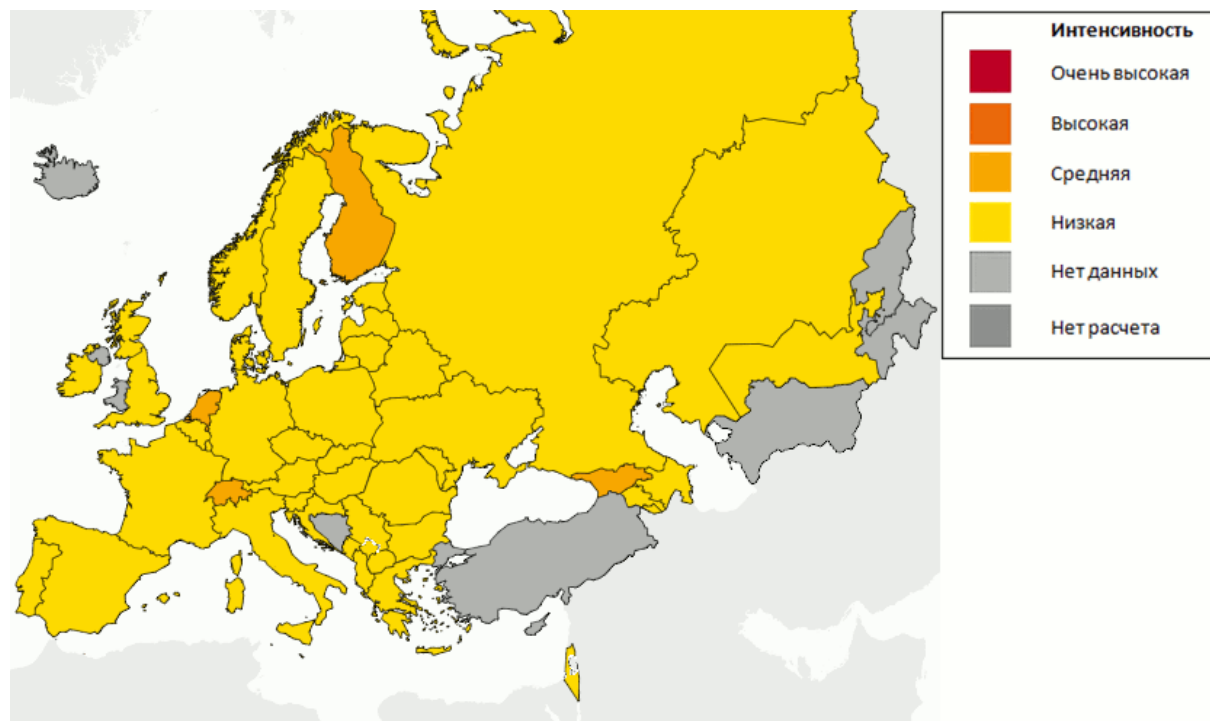 Интенсивность
Очень высокая
Высокая
Средняя
Низкая
Нет данных
Нет расчета